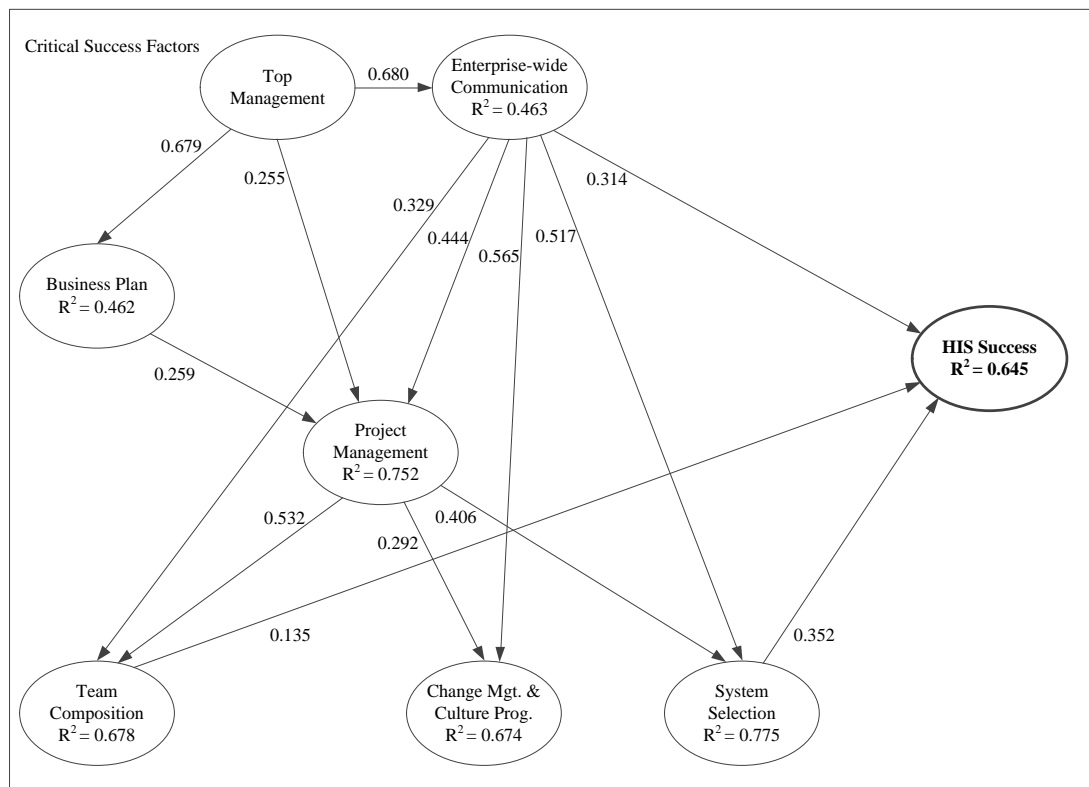 Critical Success Factors
Top
Management
0.680
Enterprise-wide
Communication
R² = 0.463
0.679
0.255
0.329
0.444
0.565
0.517
0.314
Business Plan
R² = 0.462
0.259
HIS Success
R² = 0.645
Project
Management
R² = 0.752
0.532
0.292
0.406
0.135
0.352
Team
Composition
R² = 0.678
Change Mgt. &
Culture Prog.
R² = 0.674
System
Selection
R² = 0.775